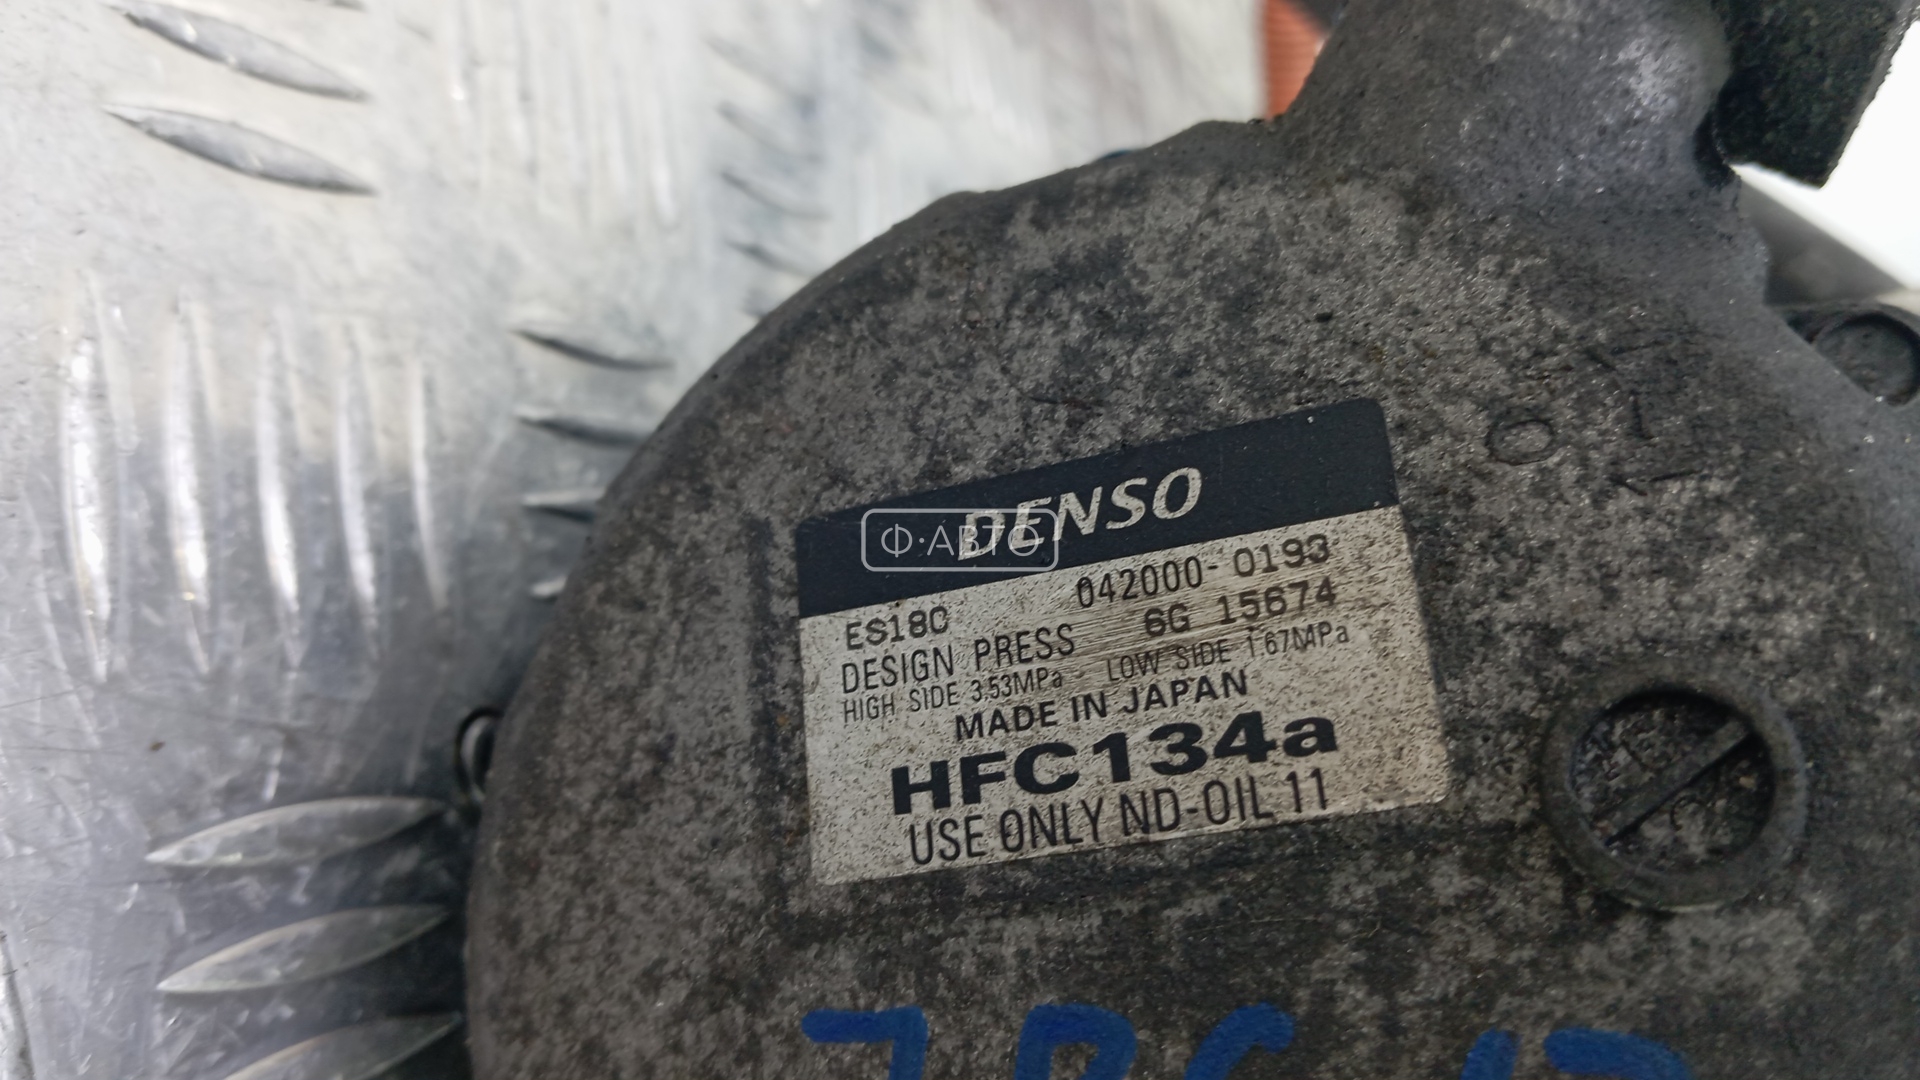 DENSO
Ф·АВТО
ES18C 042000-0193
DESIGN PRESS 6G 15674
HIGH SIDE 3.53MPa LOW SIDE 1.67MPa
MADE IN JAPAN
HFC134a
USE ONLY ND-OIL 11